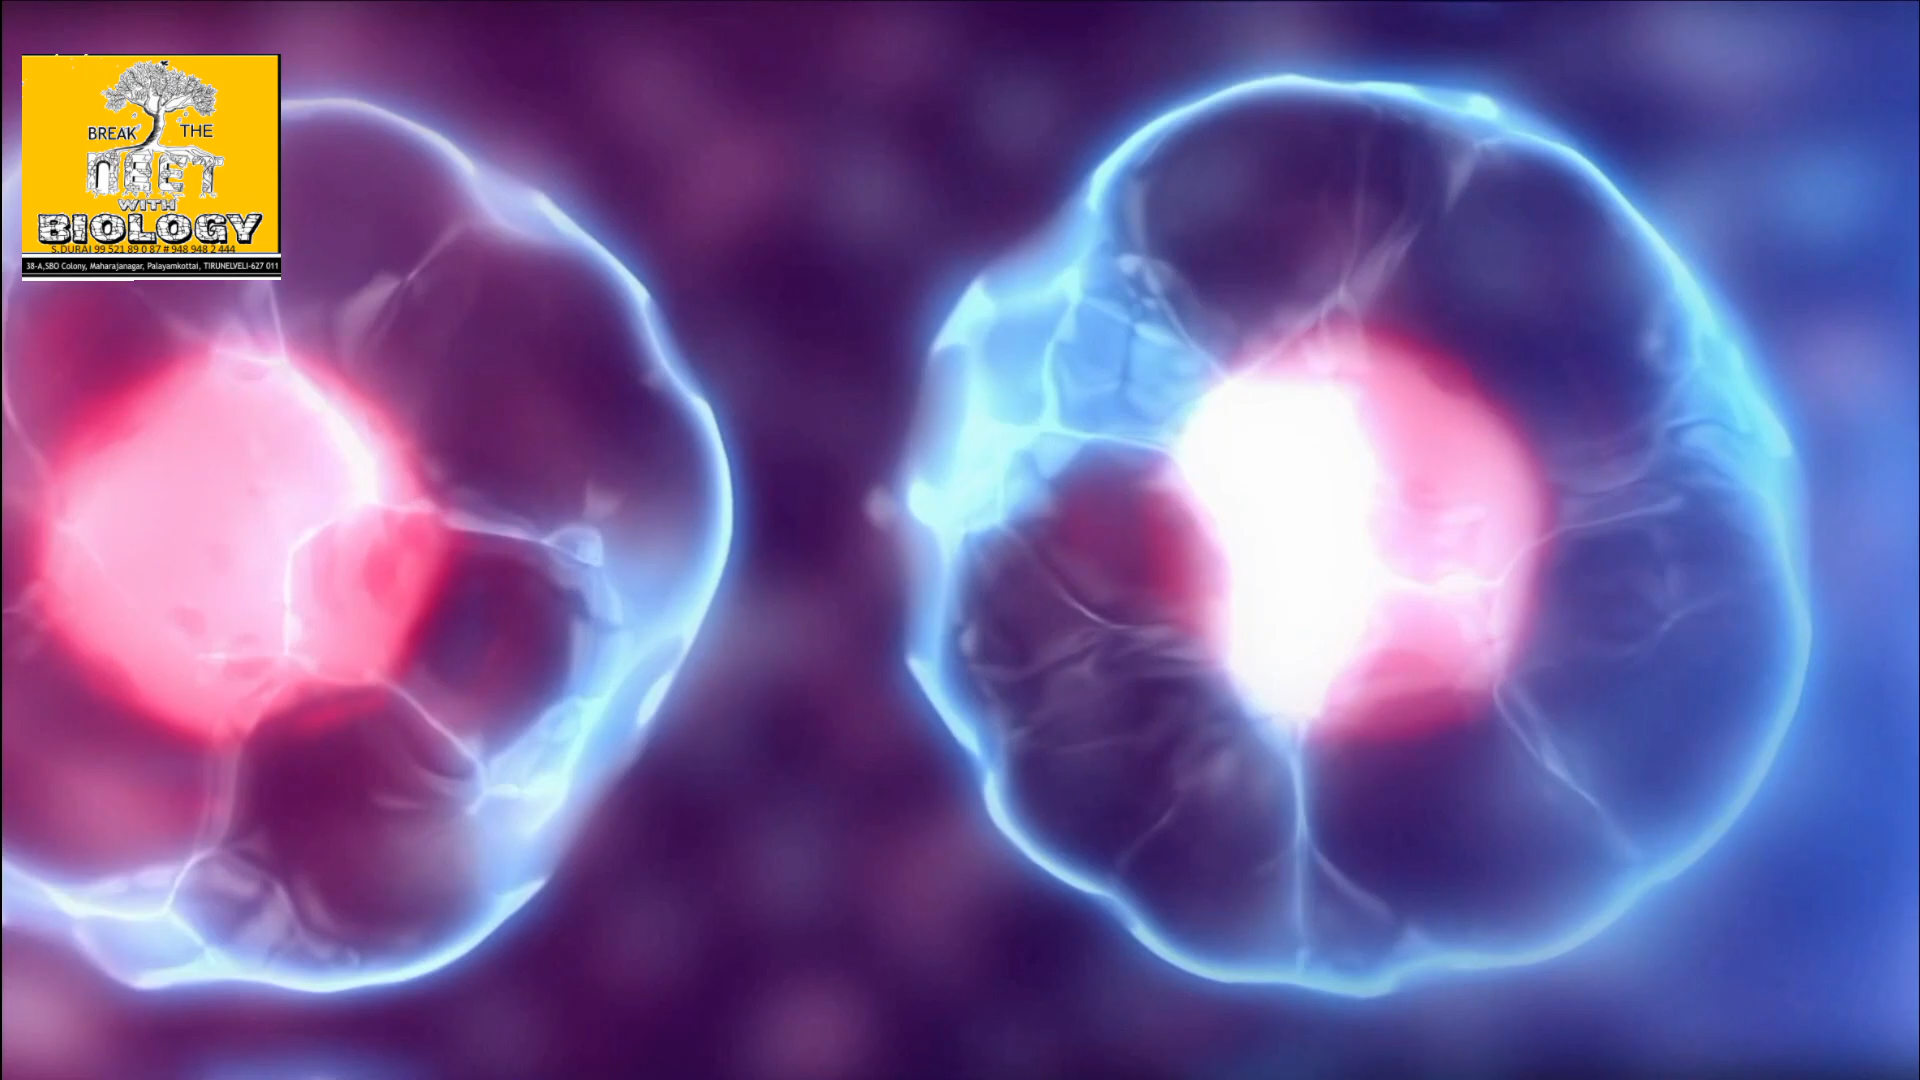 BREAK THE
NEET
WITH
BIOLOGY
S.DURAI 99 521 89 0 87 # 948 948 2 444
38-A,SBO Colony, Maharajanagar, Palayamkottai, TIRUNELVELI-627 011